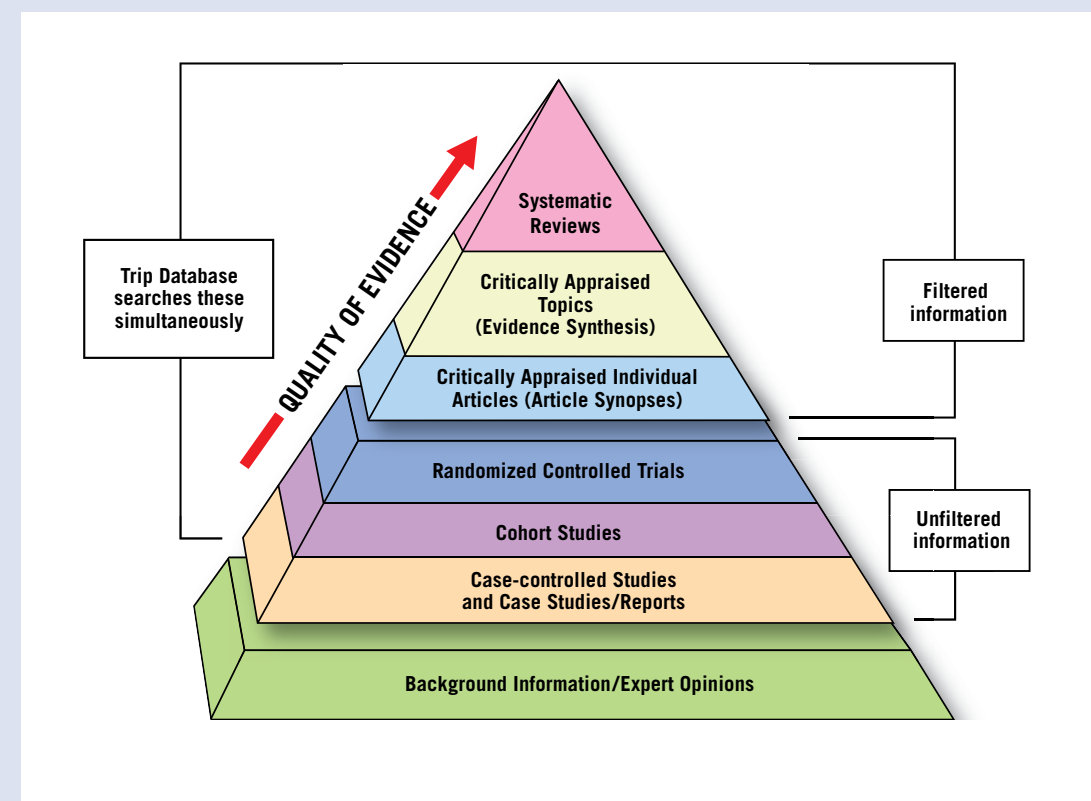 QUALITY OF EVIDENCE
Trip Database
searches these
simultaneously
Systematic
Reviews
Critically Appraised
Topics
(Evidence Synthesis)
Critically Appraised Individual
Articles (Article Synopses)
Filtered
information
Randomized Controlled Trials
Cohort Studies
Case-controlled Studies
and Case Studies/Reports
Unfiltered
information
Background Information/Expert Opinions